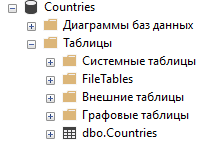 Countries
Диаграммы баз данных
Таблицы
Системные таблицы
FileTables
Внешние таблицы
Графовые таблицы
dbo.Countries